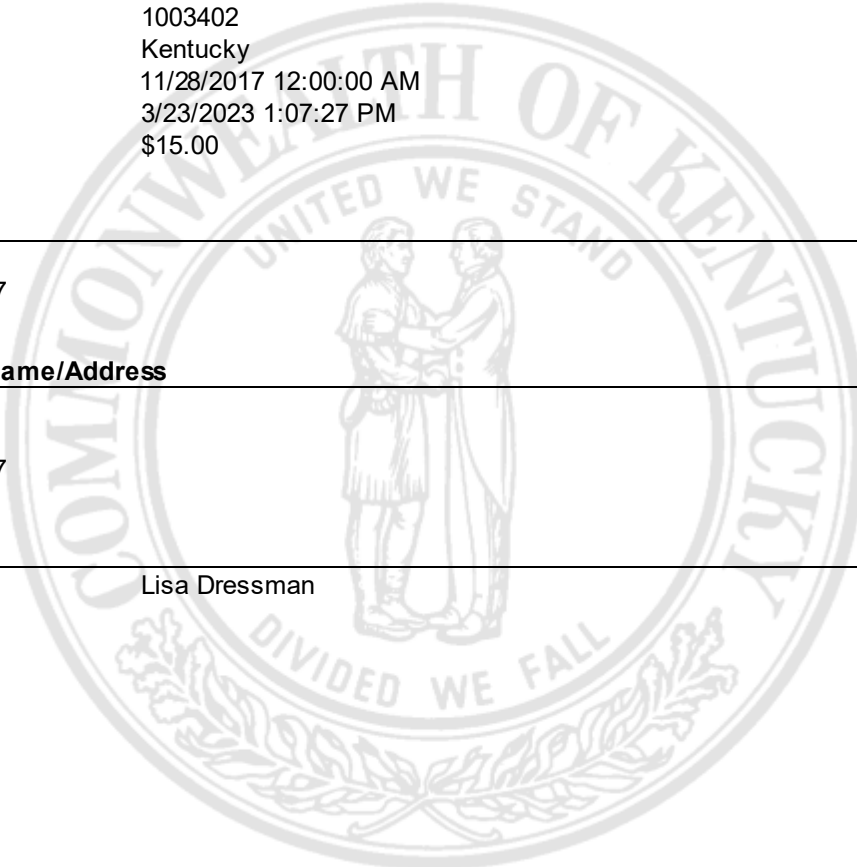 1003402
Kentucky
11/28/2017 12:00:00 AM
3/23/2023 1:07:27 PM
$15.00
COMMONWEALTH OF KENTUCKY
UNITED WE STAND
7
ame/Address
7
Lisa Dressman
DIVIDED WE FALL